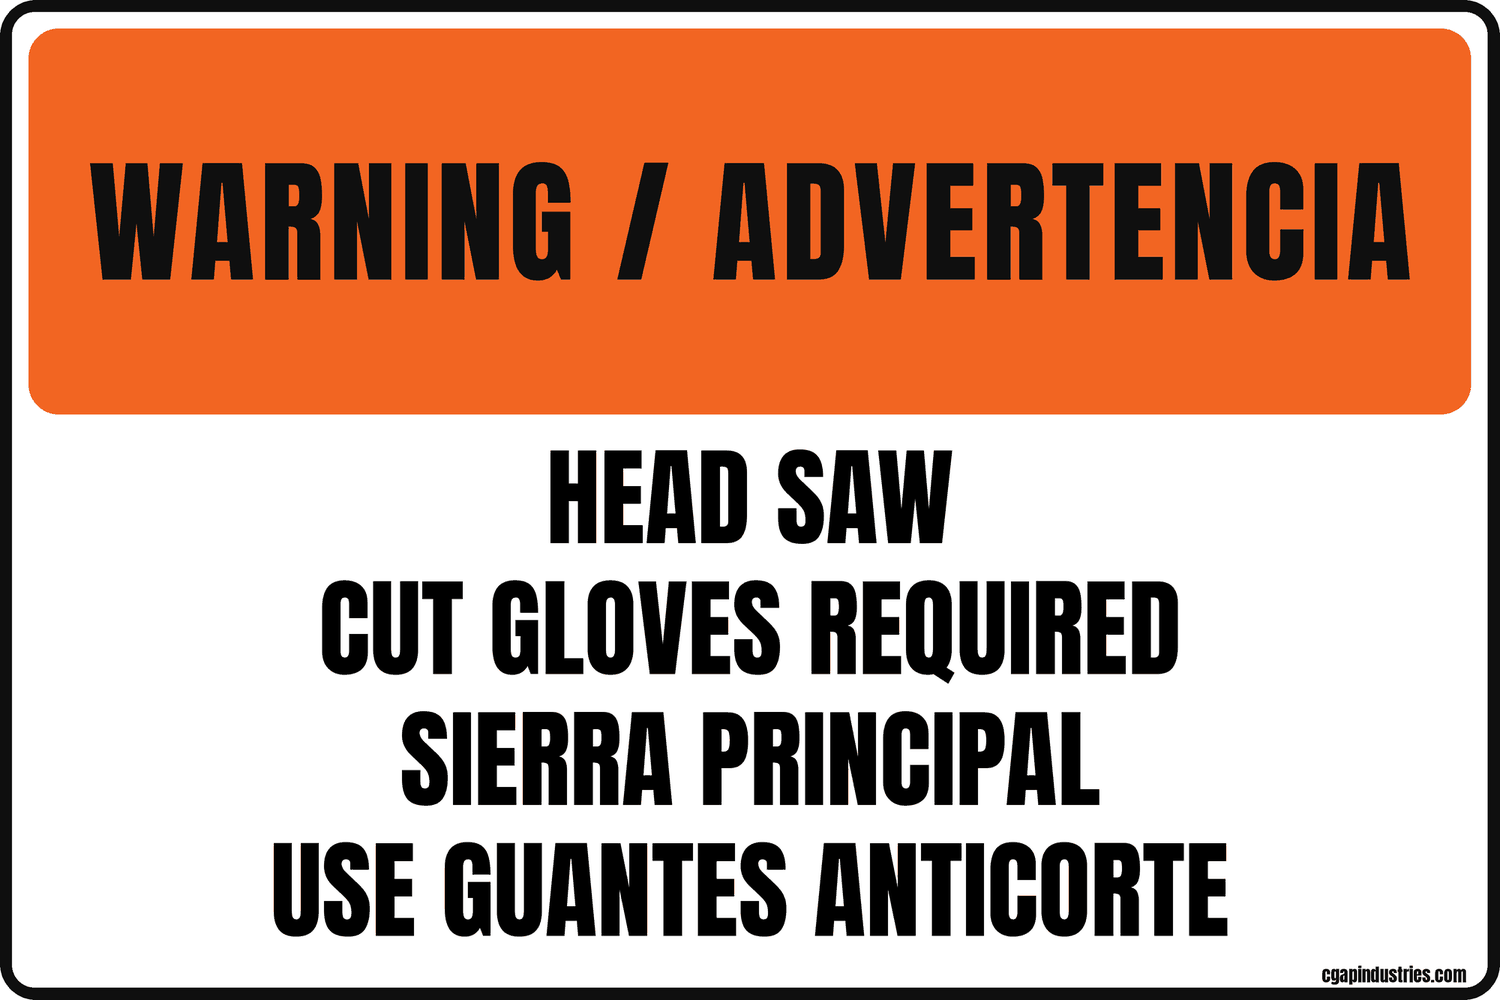 WARNING / ADVERTENCIA
HEAD SAW
CUT GLOVES REQUIRED
SIERRA PRINCIPAL
USE GUANTES ANTICORTE
cgapindustries.com